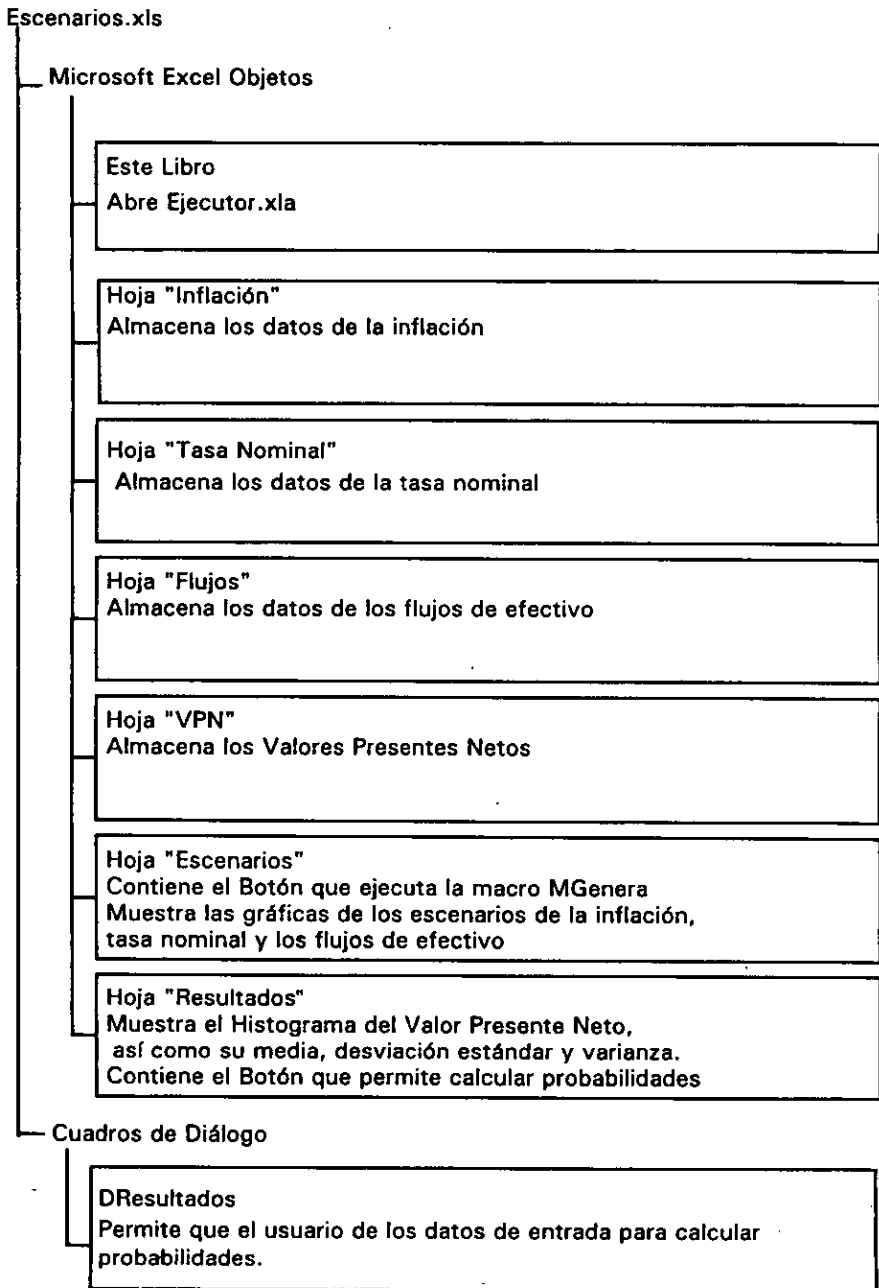 Escenarios.xls
Microsoft Excel Objetos
Este Libro
Abre Ejecutor.xla
Hoja "Inflación"
Almacena los datos de la inflación
Hoja "Tasa Nominal"
Almacena los datos de la tasa nominal
Hoja "Flujos"
Almacena los datos de los flujos de efectivo
Hoja "VPN"
Almacena los Valores Presentes Netos
Hoja "Escenarios"
Contiene el Botón que ejecuta la macro MGenera
Muestra las gráficas de los escenarios de la inflación,
tasa nominal y los flujos de efectivo
Hoja "Resultados"
Muestra el Histograma del Valor Presente Neto,
así como su media, desviación estándar y varianza.
Contiene el Botón que permite calcular probabilidades
Cuadros de Diálogo
DResultados
Permite que el usuario de los datos de entrada para calcular
probabilidades.